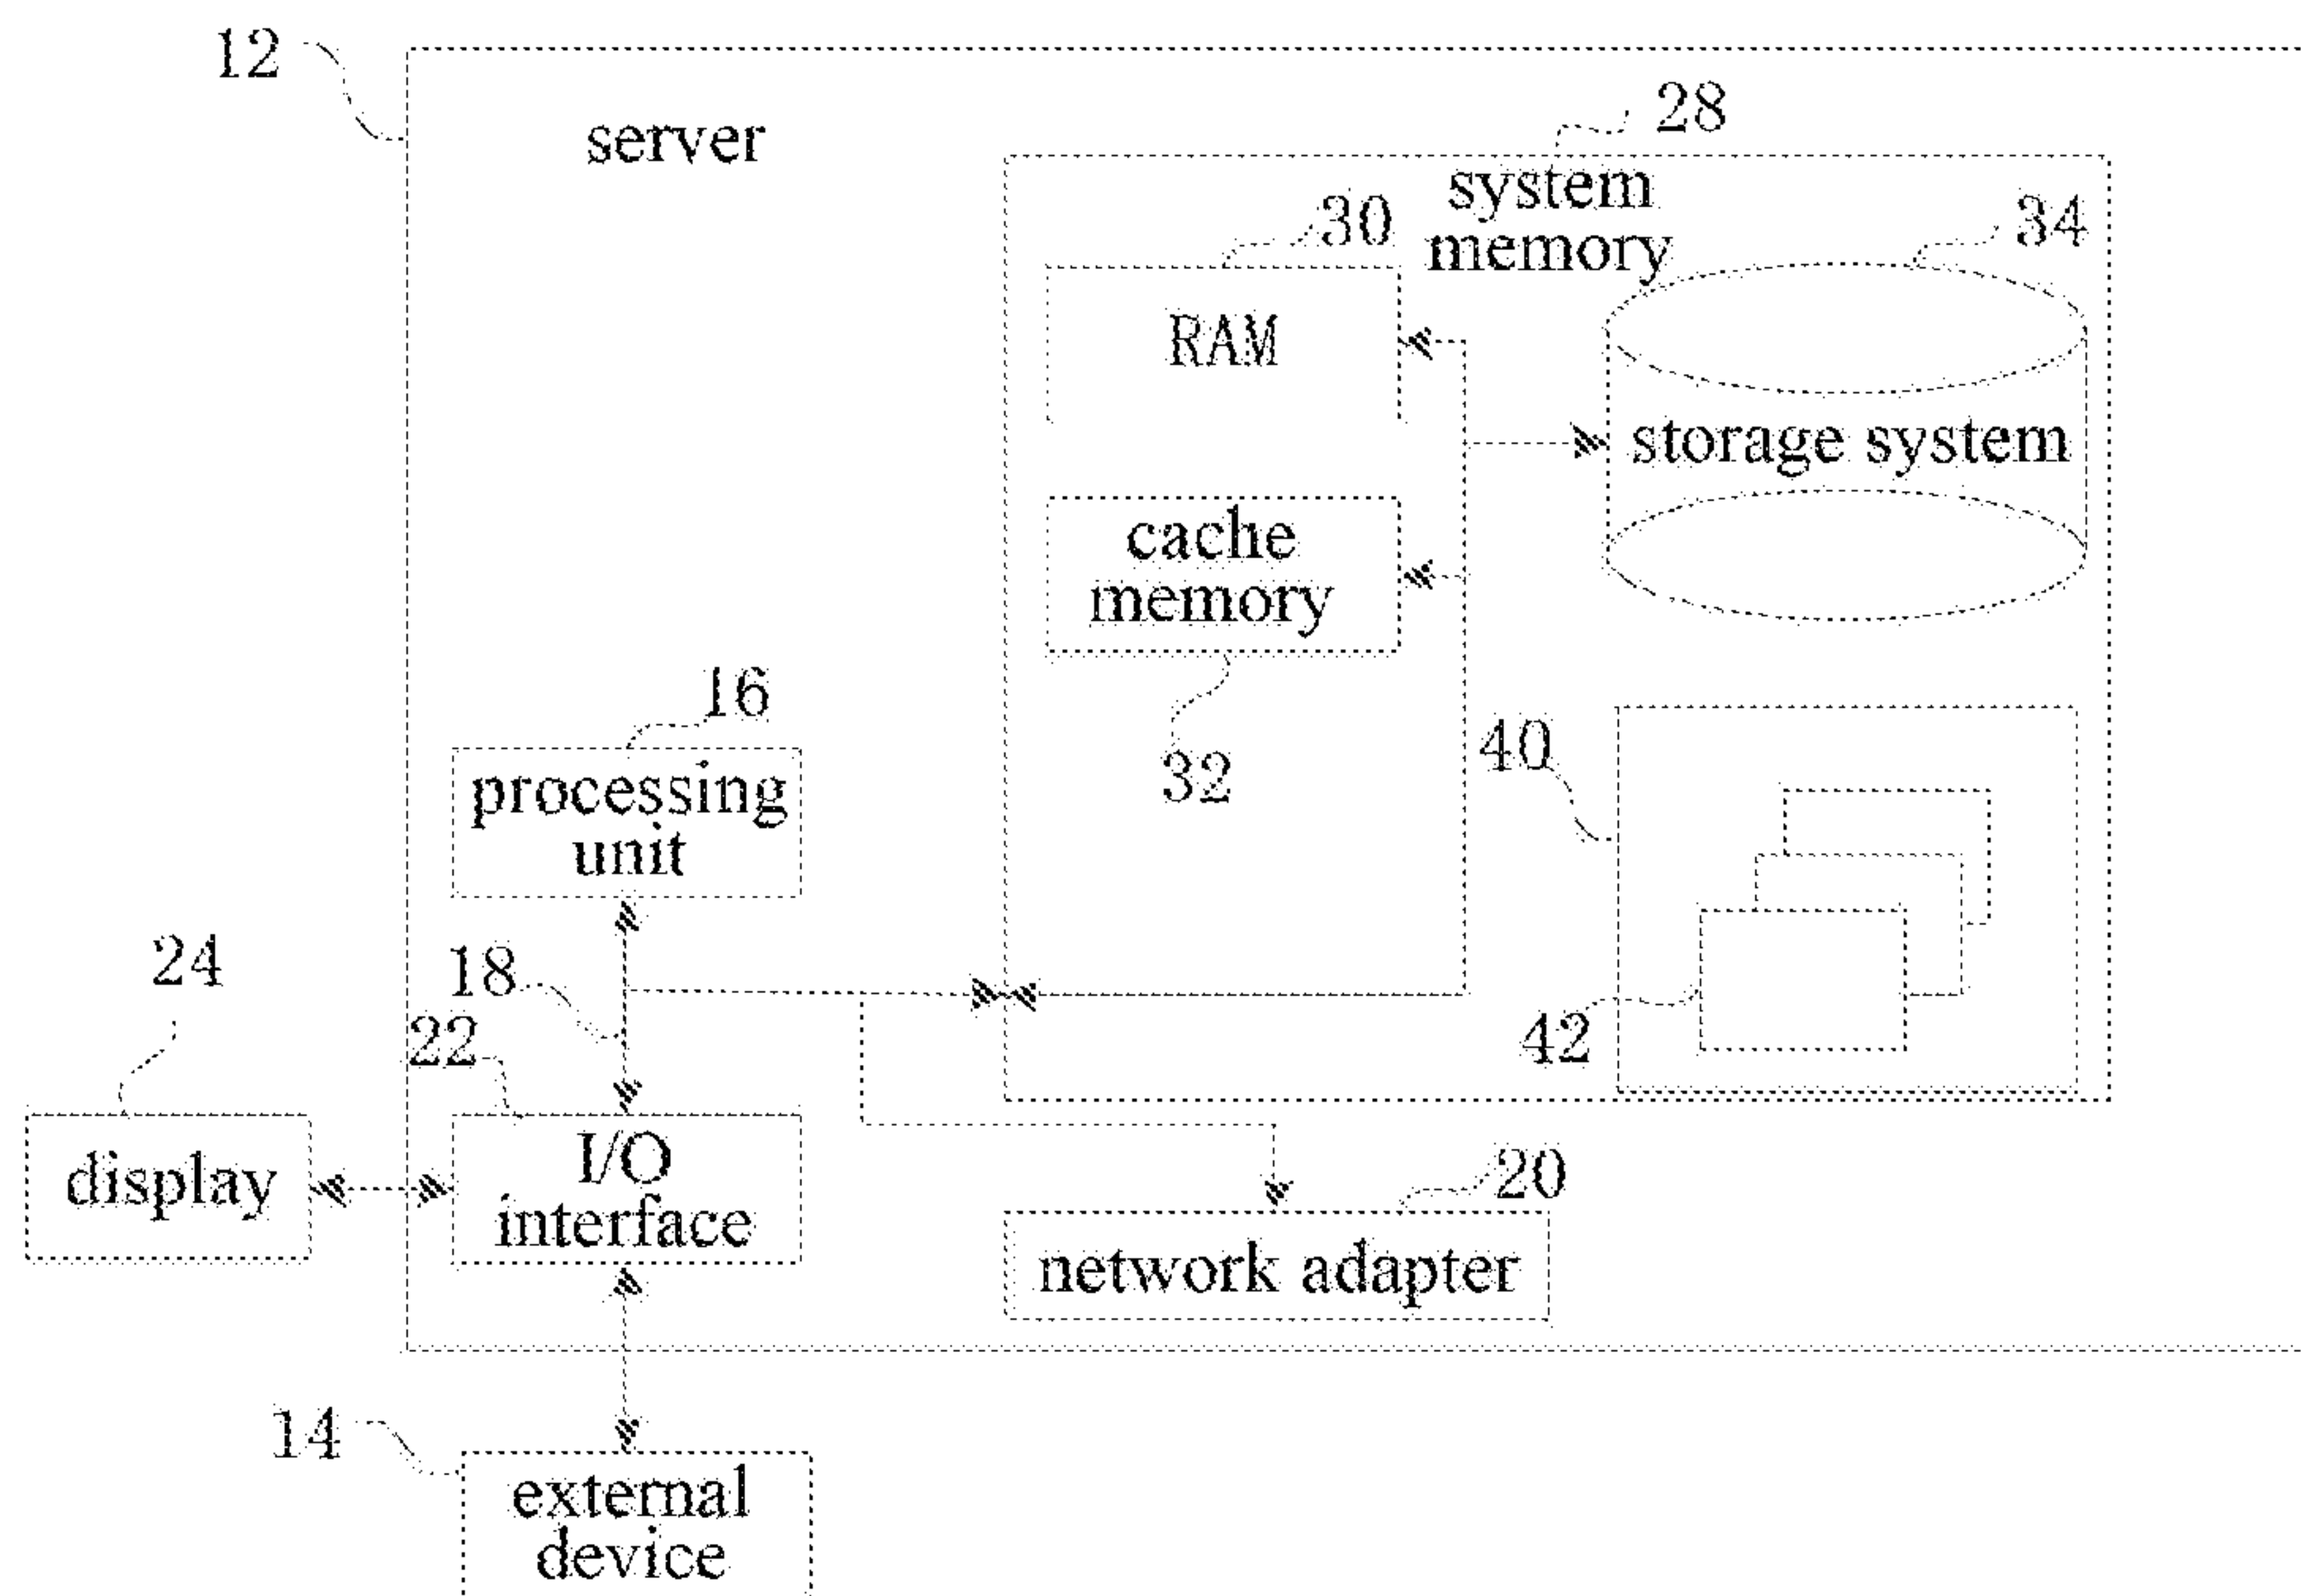 12
server
28
system
memory
30
34
RAM
storage system
cache
memory
32
16
processing
unit
40
24
18
22
42
display
I/O
interface
20
network adapter
14
external
device